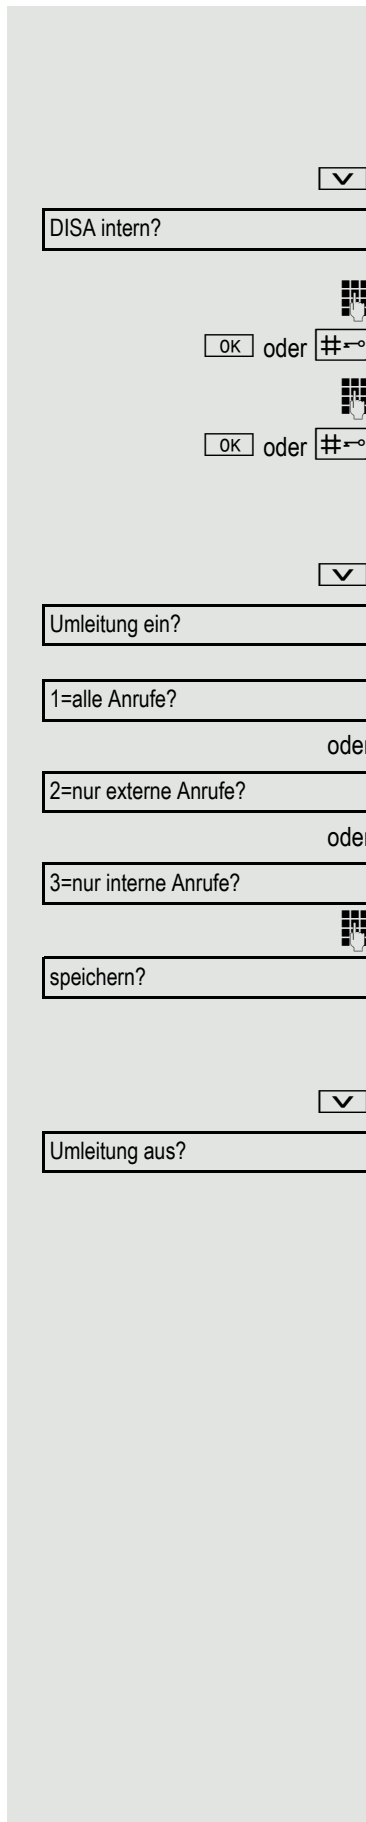 DISA intern?
OK oder #
OK oder #
Umleitung ein?
1=alle Anrufe?
oder
2=nur externe Anrufe?
oder
3=nur interne Anrufe?
speichern?
Umleitung aus?